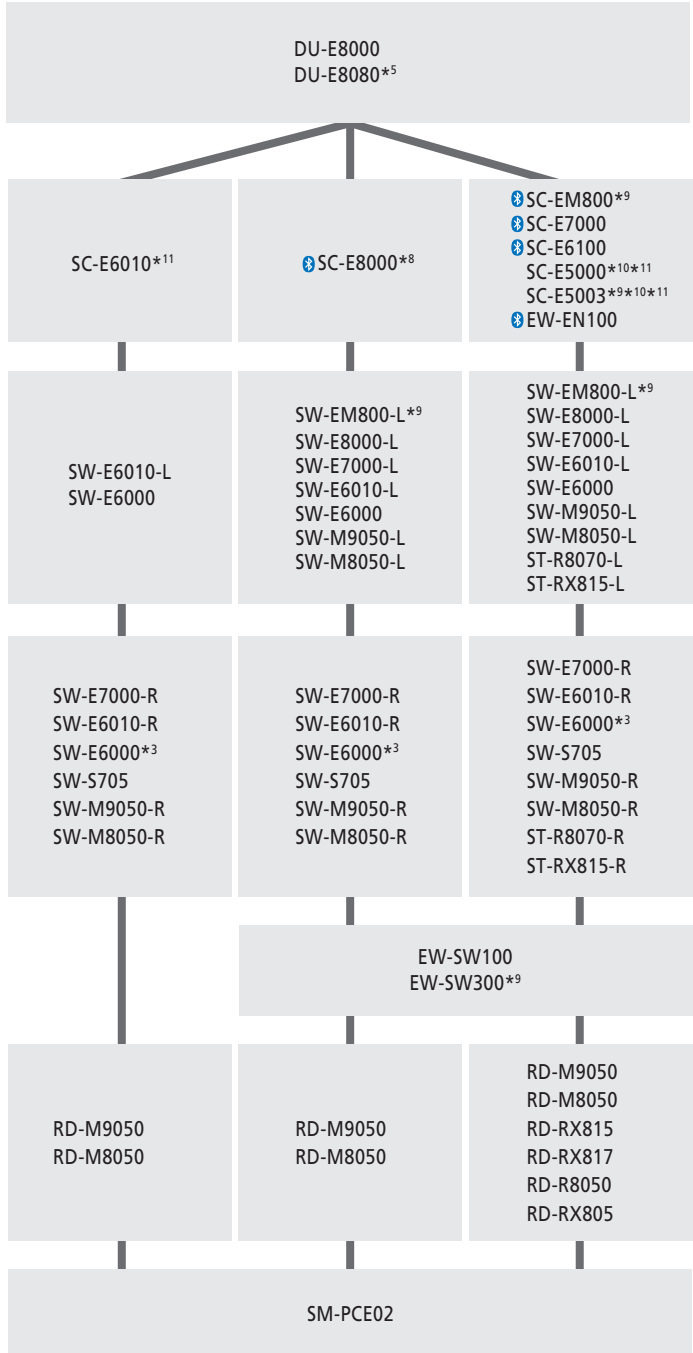 DU-E8000
DU-E8080*5
SC-E6010*11
SC-E8000*8
SC-EM800*9
SC-E7000
SC-E6100
SC-E5000*10*11
SC-E5003*9*10*11
EW-EN100
SW-E6010-L
SW-E6000
SW-EM800-L*9
SW-E8000-L
SW-E7000-L
SW-E6010-L
SW-E6000
SW-M9050-L
SW-M8050-L
SW-EM800-L*9
SW-E8000-L
SW-E7000-L
SW-E6010-L
SW-E6000
SW-M9050-L
SW-M8050-L
ST-R8070-L
ST-RX815-L
SW-E7000-R
SW-E6010-R
SW-E6000*3
SW-S705
SW-M9050-R
SW-M8050-R
SW-E7000-R
SW-E6010-R
SW-E6000*3
SW-S705
SW-M9050-R
SW-M8050-R
SW-E7000-R
SW-E6010-R
SW-E6000*3
SW-S705
SW-M9050-R
SW-M8050-R
ST-R8070-R
ST-RX815-R
EW-SW100
EW-SW300*9
RD-M9050
RD-M8050
RD-M9050
RD-M8050
RD-M9050
RD-M8050
RD-RX815
RD-RX817
RD-R8050
RD-RX805
SM-PCE02